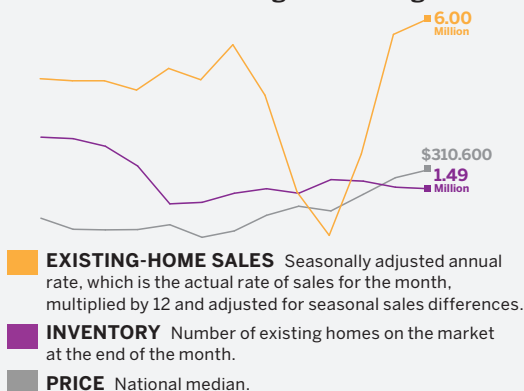 6.00
Million
$310.600
1.49
Million
EXISTING-HOME SALES Seasonally adjusted annual
rate, which is the actual rate of sales for the month,
multiplied by 12 and adjusted for seasonal sales differences.
INVENTORY Number of existing homes on the market
at the end of the month.
PRICE National median.